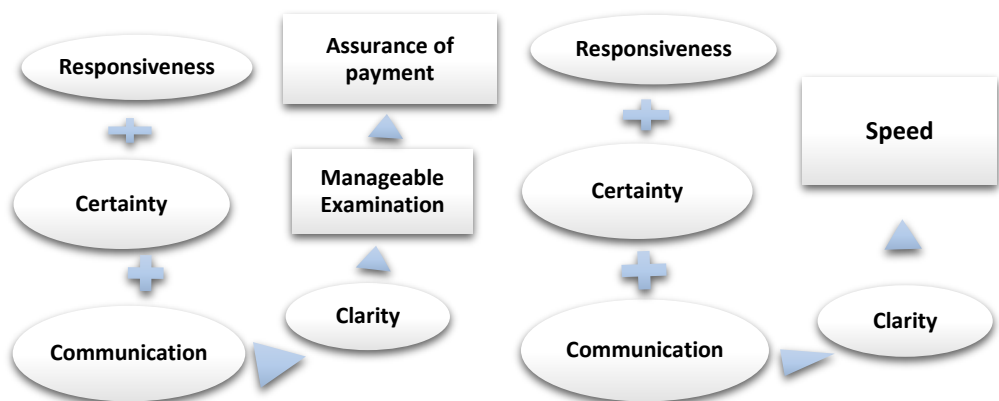 Responsiveness
Certainty
Communication
Clarity
Manageable
Examination
Assurance of
payment
Responsiveness
Certainty
Communication
Clarity
Speed